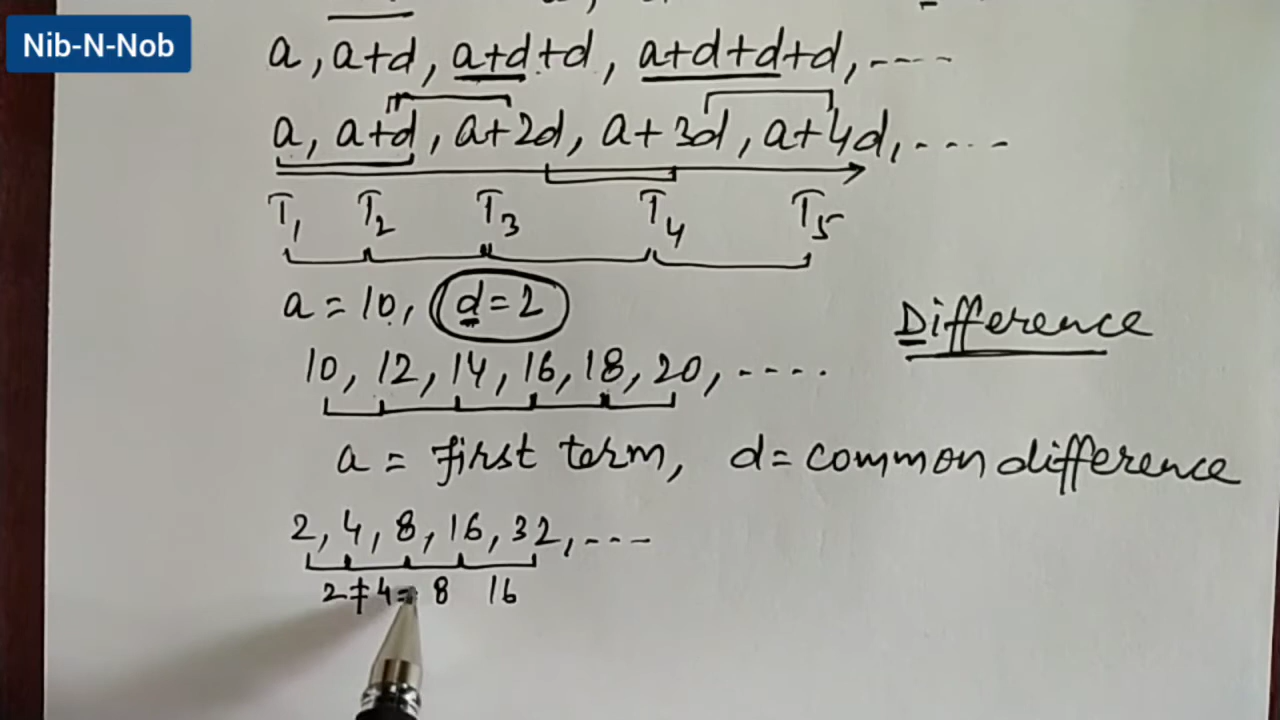 Nib-N-Nob
a, a+d, a+d+d, a+d+d+d, ----
a, a+d, a+2d, a+3d, a+4d, ----
T1 T2 T3 T4 T5
a = 10, d = 2
Difference
10, 12, 14, 16, 18, 20, ----
a = first term, d = common difference
2, 4, 8, 16, 32, ---
2 ≠ 4 = 8 16